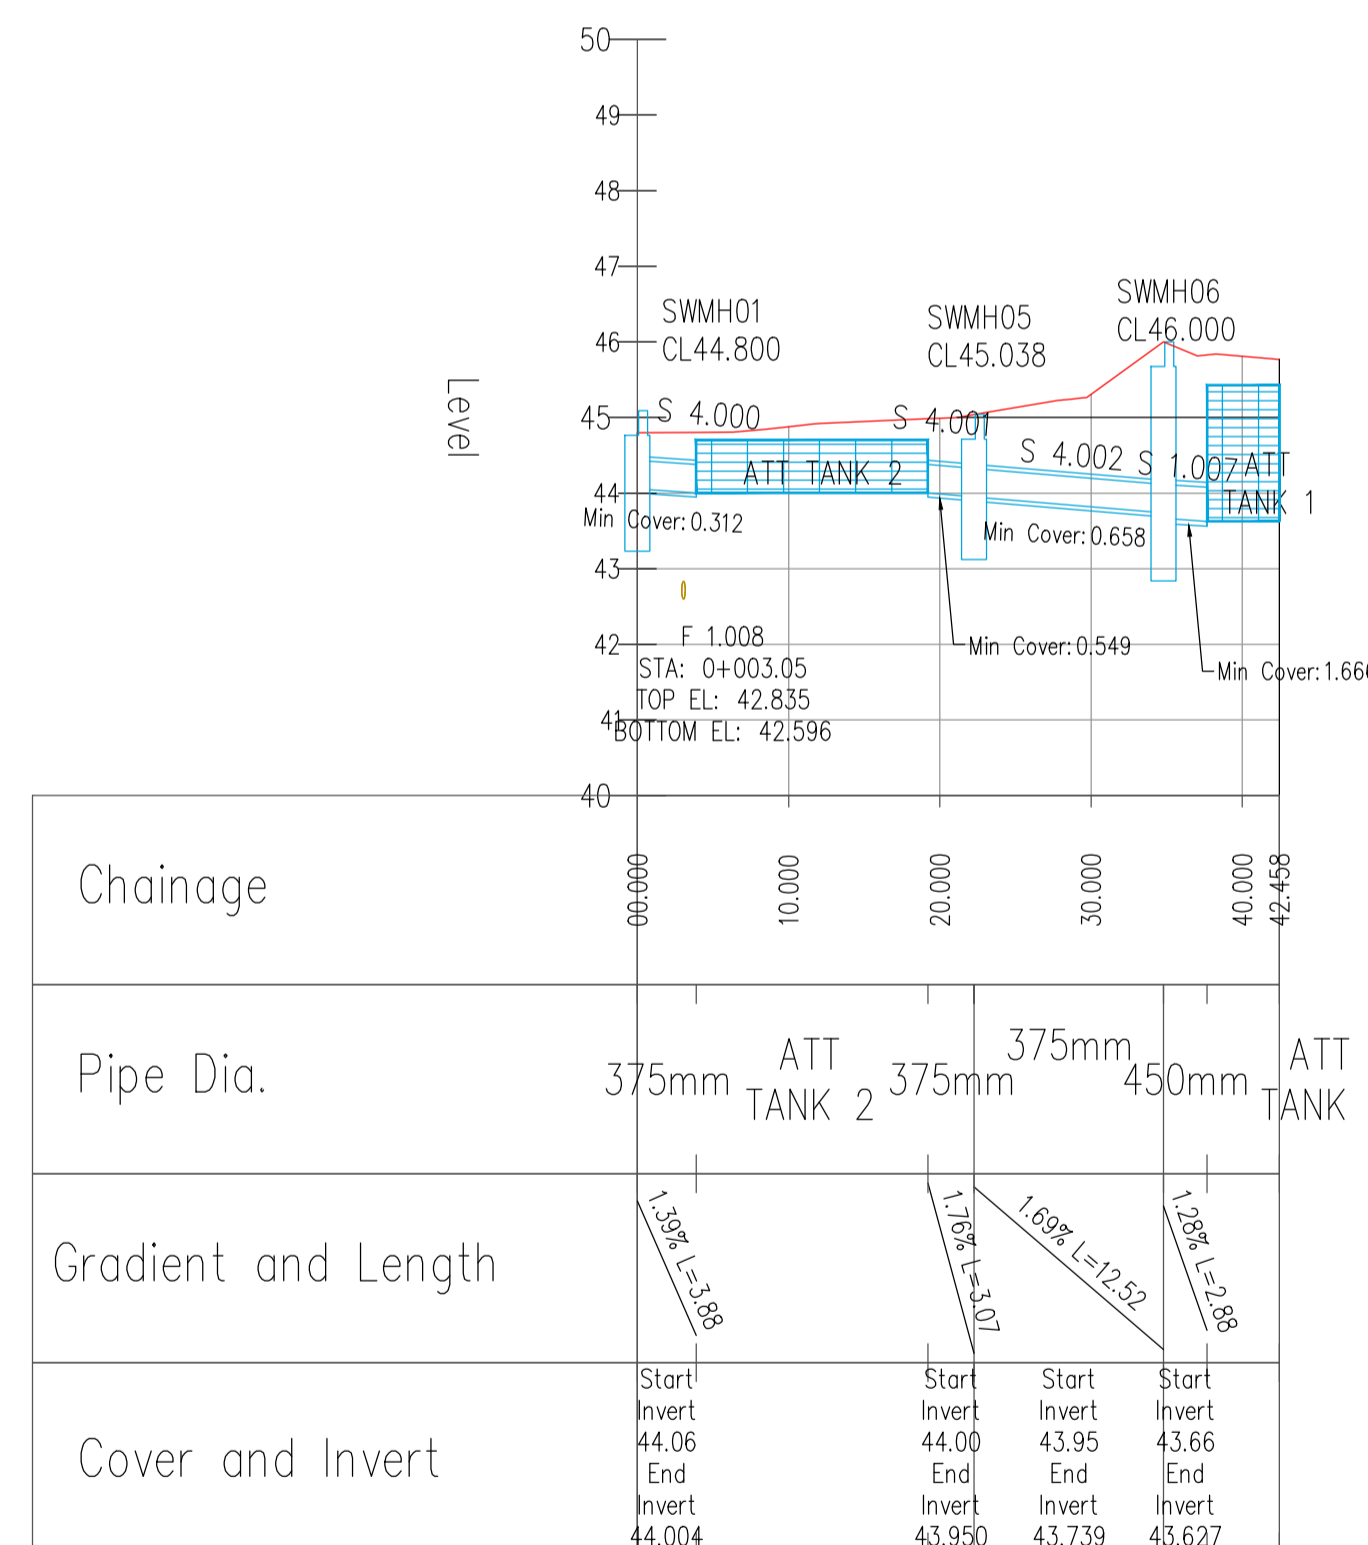 50
49
48
47
46
45
44
43
42
41
40
Level
SWMH01
CL44.800
SWMH05
CL45.038
SWMH06
CL46.000
S 4.000
S 4.001
S 4.002
S 1.007
ATT TANK 2
ATT
TANK 1
Min Cover:0.312
Min Cover:0.658
Min Cover:0.549
Min Cover:1.666
F 1.008
STA: 0+003.05
TOP EL: 42.835
BOTTOM EL: 42.596
Chainage
00.000
10.000
20.000
30.000
40.000
42.458
Pipe Dia.
375mm
ATT
TANK 2
375mm
375mm
450mm
ATT
TANK
Gradient and Length
1.39% L=3.88
1.76% L=3.07
1.69% L=12.52
1.28% L=2.88
Cover and Invert
Start
Invert
44.06
End
Invert
44.004
Start
Invert
44.00
End
Invert
43.950
Start
Invert
43.95
End
Invert
43.739
Start
Invert
43.66
End
Invert
43.627